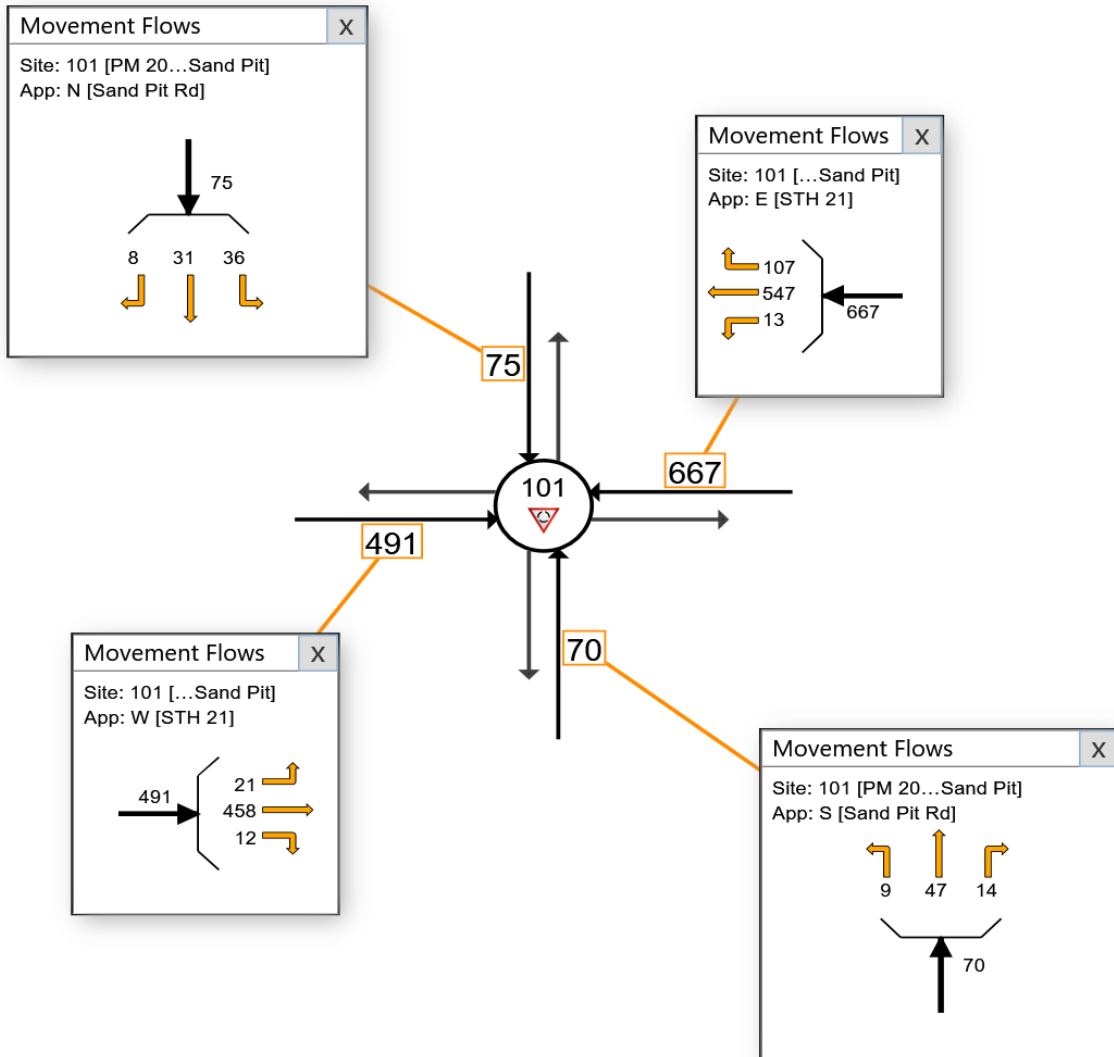 Movement Flows X
Site: 101 [PM 20...Sand Pit]
App: N [Sand Pit Rd]
75
8 31 36
Movement Flows X
Site: 101 [...Sand Pit]
App: E [STH 21]
107
547
13
667
75
667
101
491
70
Movement Flows X
Site: 101 [...Sand Pit]
App: W [STH 21]
491
21
458
12
Movement Flows X
Site: 101 [PM 20...Sand Pit]
App: S [Sand Pit Rd]
9 47 14
70